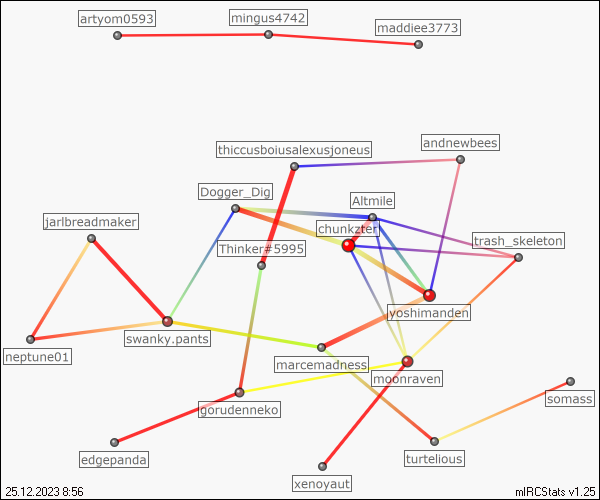 artyom0593
mingus4742
maddiee3773
andnewbees
thiccusboiusalexusjoneus
Dogger_Dig
Altmile
jarlbreadmaker
chunkzter
Thinker#5995
trash_skeleton
yoshimanden
swanky.pants
neptune01
marcemadness
moonraven
somass
gorudenneko
edgepanda
turtelious
xenoyaut
25.12.2023 8:56
mIRCStats v1.25